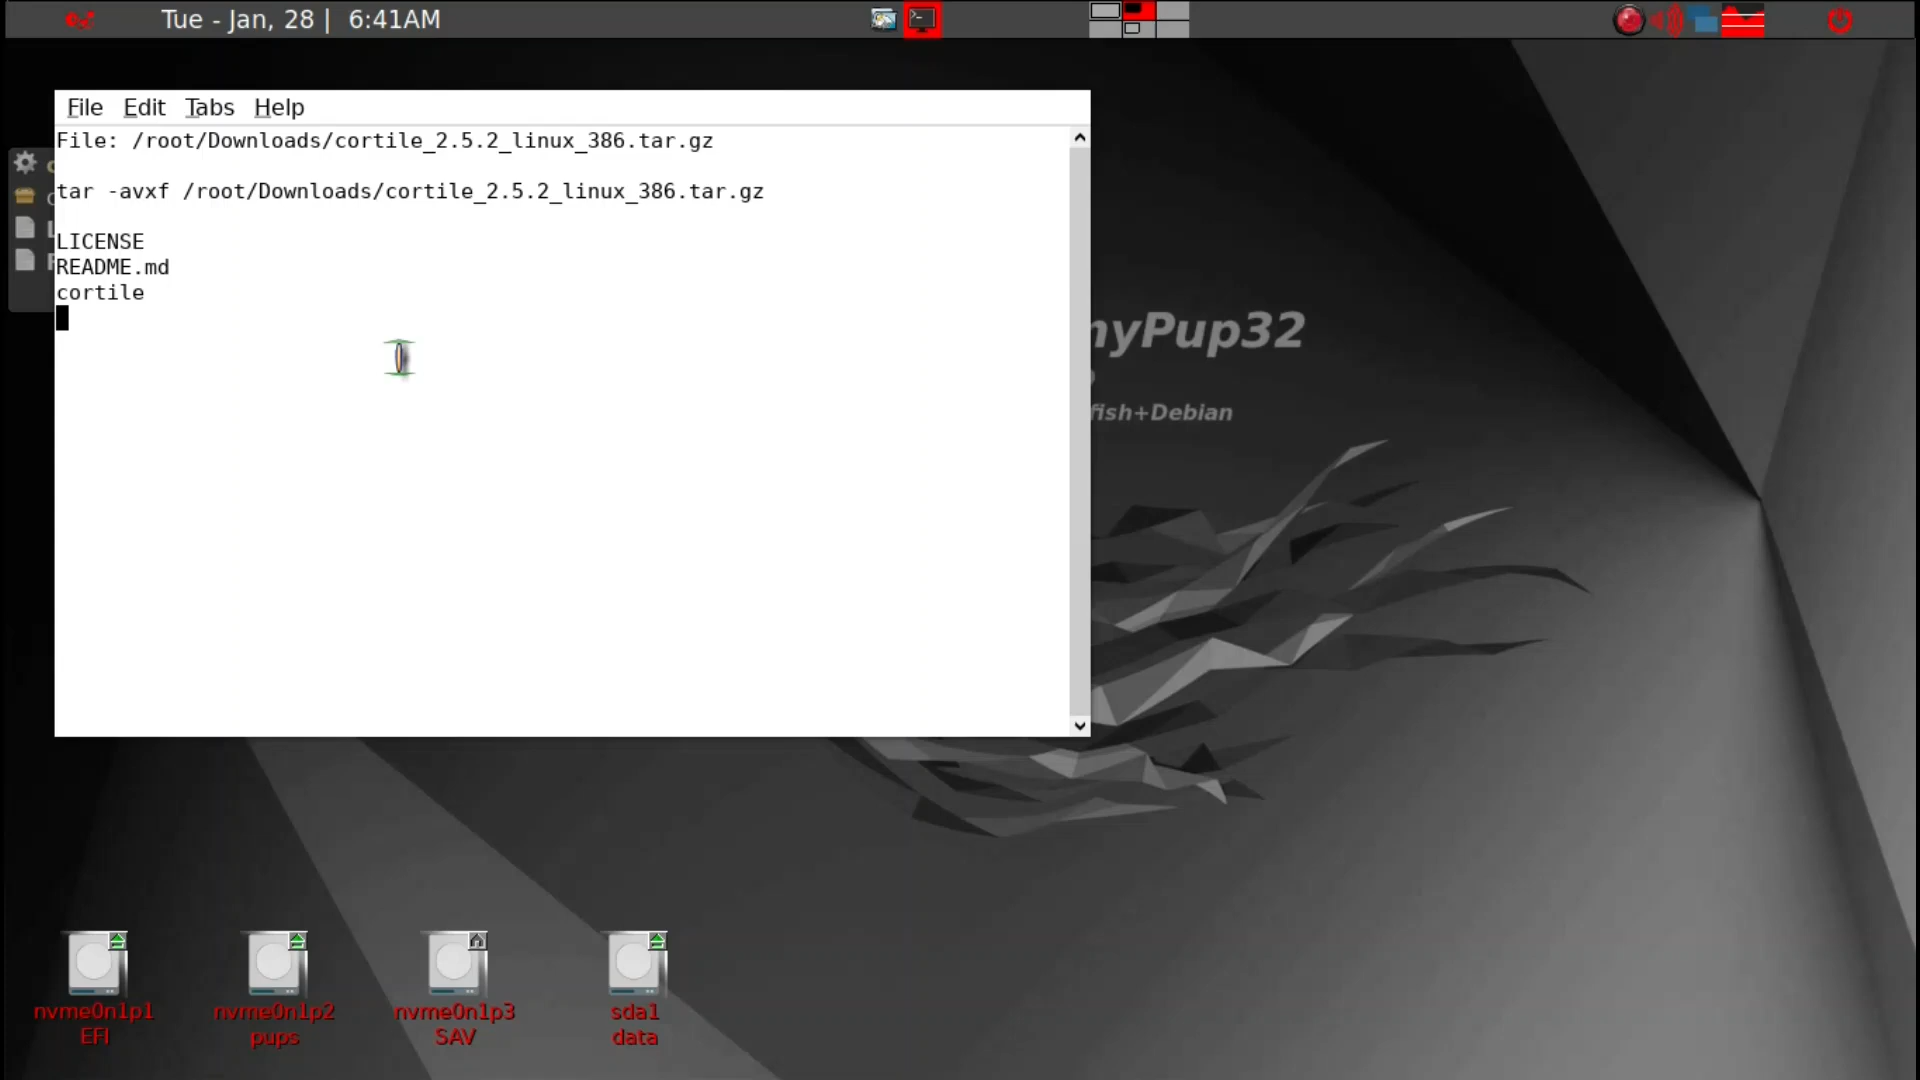 Tue - Jan, 28 | 6:41AM
File Edit Tabs Help
File: /root/Downloads/cortile_2.5.2_linux_386.tar.gz
tar -avxf /root/Downloads/cortile_2.5.2_linux_386.tar.gz
LICENSE
README.md
cortile
nyPup32
fish+Debian
nvme0n1p1
EFI
nvme0n1p2
pups
nvme0n1p3
SAV
sda1
data